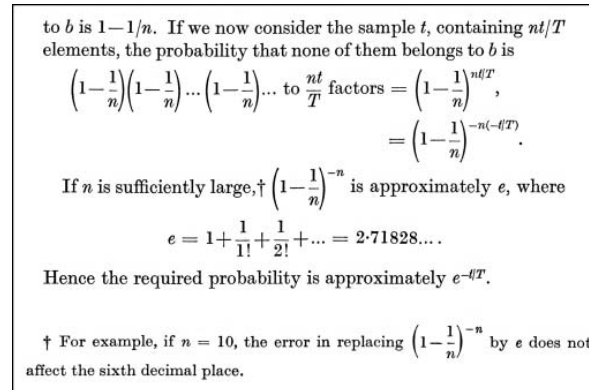 to b is 1—1/n. If we now consider the sample t, containing nt/T
elements, the probability that none of them belongs to b is
(1−1/n)(1−1/n)...(1−1/n)... to nt/T factors = (1−1/n)^{nt/T},
= (1−1/n)^{−n(−t/T)}.
If n is sufficiently large,† (1−1/n)^{−n} is approximately e, where
e = 1+1/1!+1/2!+... = 2·71828... .
Hence the required probability is approximately e^{−t/T}.
† For example, if n = 10, the error in replacing (1−1/n)^{−n} by e does not
affect the sixth decimal place.